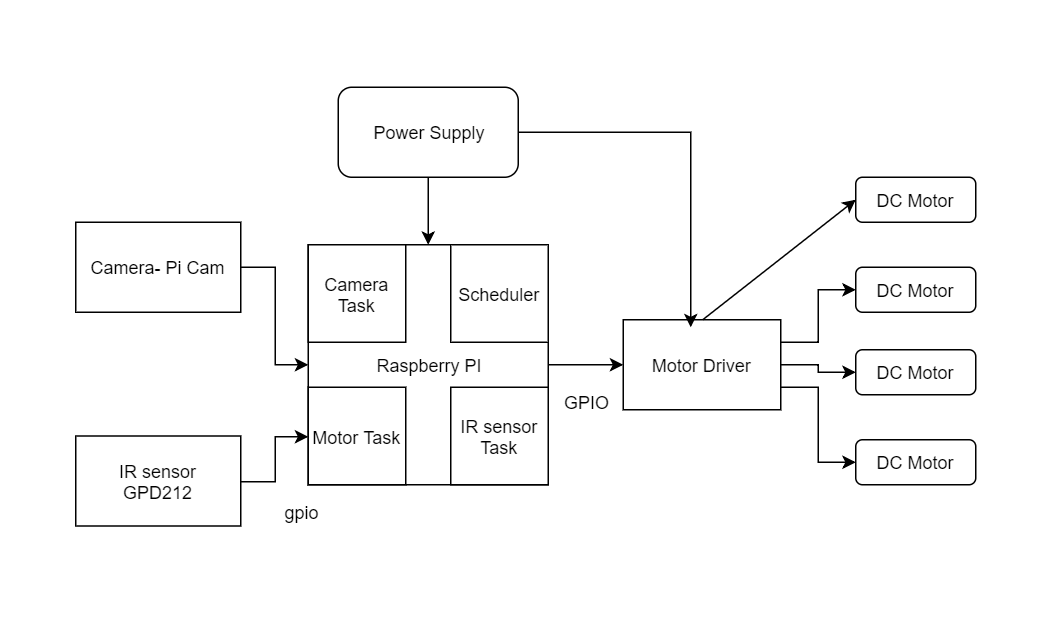 Power Supply
DC Motor
Camera- Pi Cam
Camera
Task
Scheduler
DC Motor
Raspberry PI
Motor Driver
DC Motor
GPIO
Motor Task
IR sensor
Task
DC Motor
IR sensor
GPD212
gpio